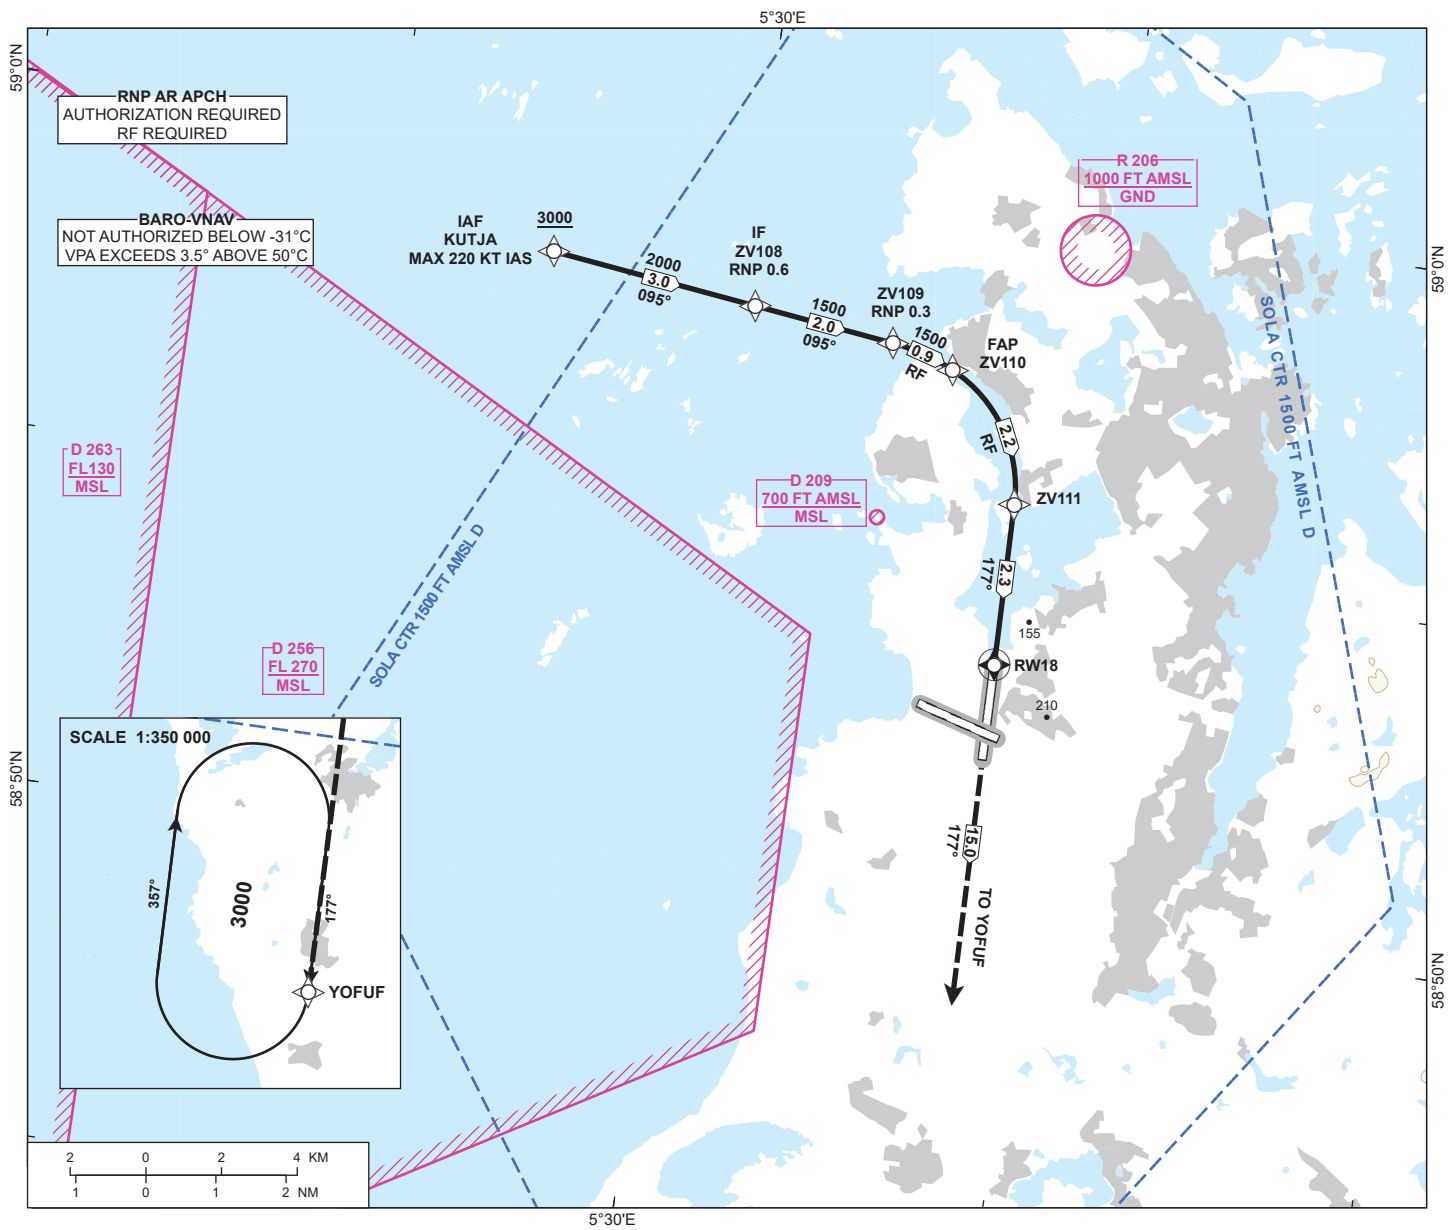 5°30'E
59°0'N
RNP AR APCH
AUTHORIZATION REQUIRED
RF REQUIRED
BARO-VNAV
NOT AUTHORIZED BELOW -31°C
VPA EXCEEDS 3.5° ABOVE 50°C
IAF
KUTJA
MAX 220 KT IAS
3000
2000
3.0
095°
IF
ZV108
RNP 0.6
1500
2.0
095°
ZV109
RNP 0.3
1500
0.9
RF
FAP
ZV110
R 206
1000 FT AMSL
GND
59°0'N
SOLA CTR 1500 FT AMSL D
2.2
RF
D 263
FL130
MSL
D 209
700 FT AMSL
MSL
ZV111
SOLA CTR 1500 FT AMSL D
2.3
177°
155
RW18
D 256
FL 270
MSL
210
58°50'N
SCALE 1:350 000
357°
3000
177°
YOFUF
15.0
177°
TO YOFUF
58°50'N
2 0 2 4 KM
1 0 1 2 NM
5°30'E